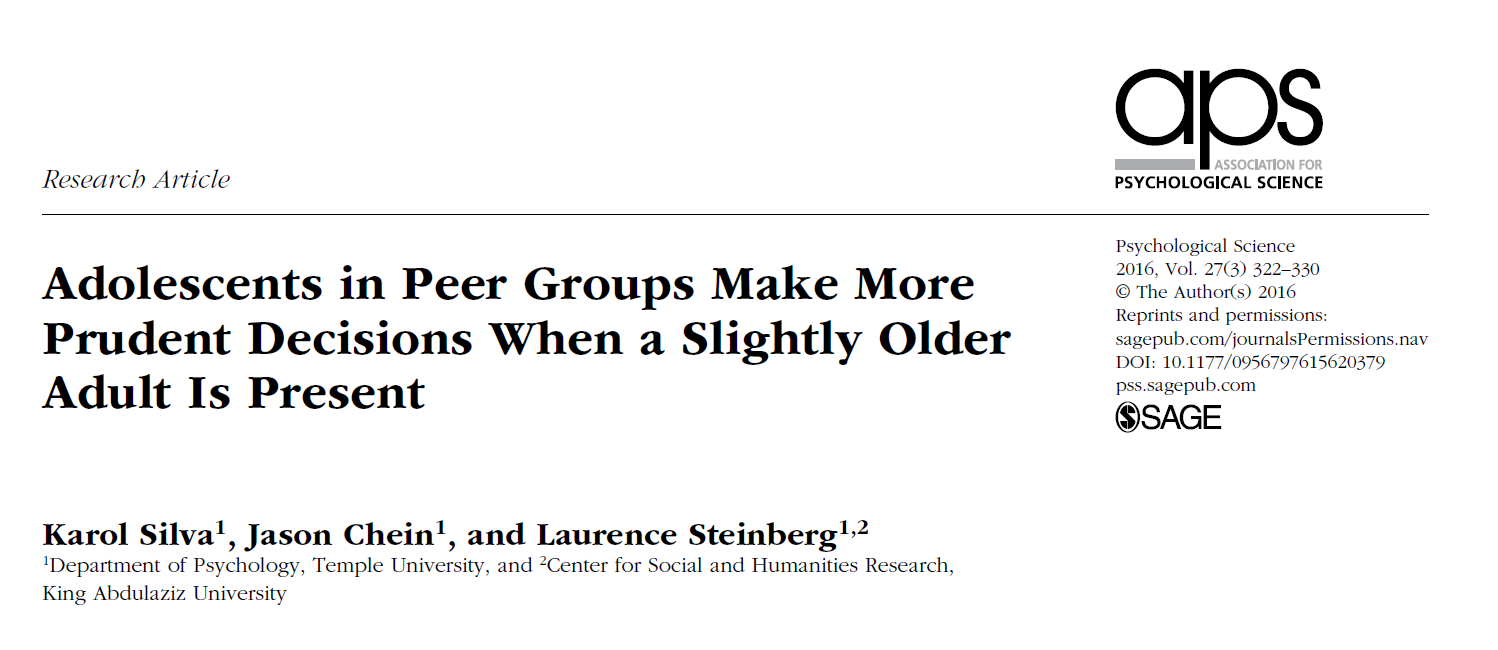 aps
ASSOCIATION FOR
PSYCHOLOGICAL SCIENCE
Research Article
Psychological Science
2016, Vol. 27(3) 322–330
© The Author(s) 2016
Reprints and permissions:
sagepub.com/journalsPermissions.nav
DOI: 10.1177/0956797615620379
pss.sagepub.com
SAGE
Adolescents in Peer Groups Make More
Prudent Decisions When a Slightly Older
Adult Is Present
Karol Silva¹, Jason Chein¹, and Laurence Steinberg¹,²
¹Department of Psychology, Temple University, and ²Center for Social and Humanities Research,
King Abdulaziz University